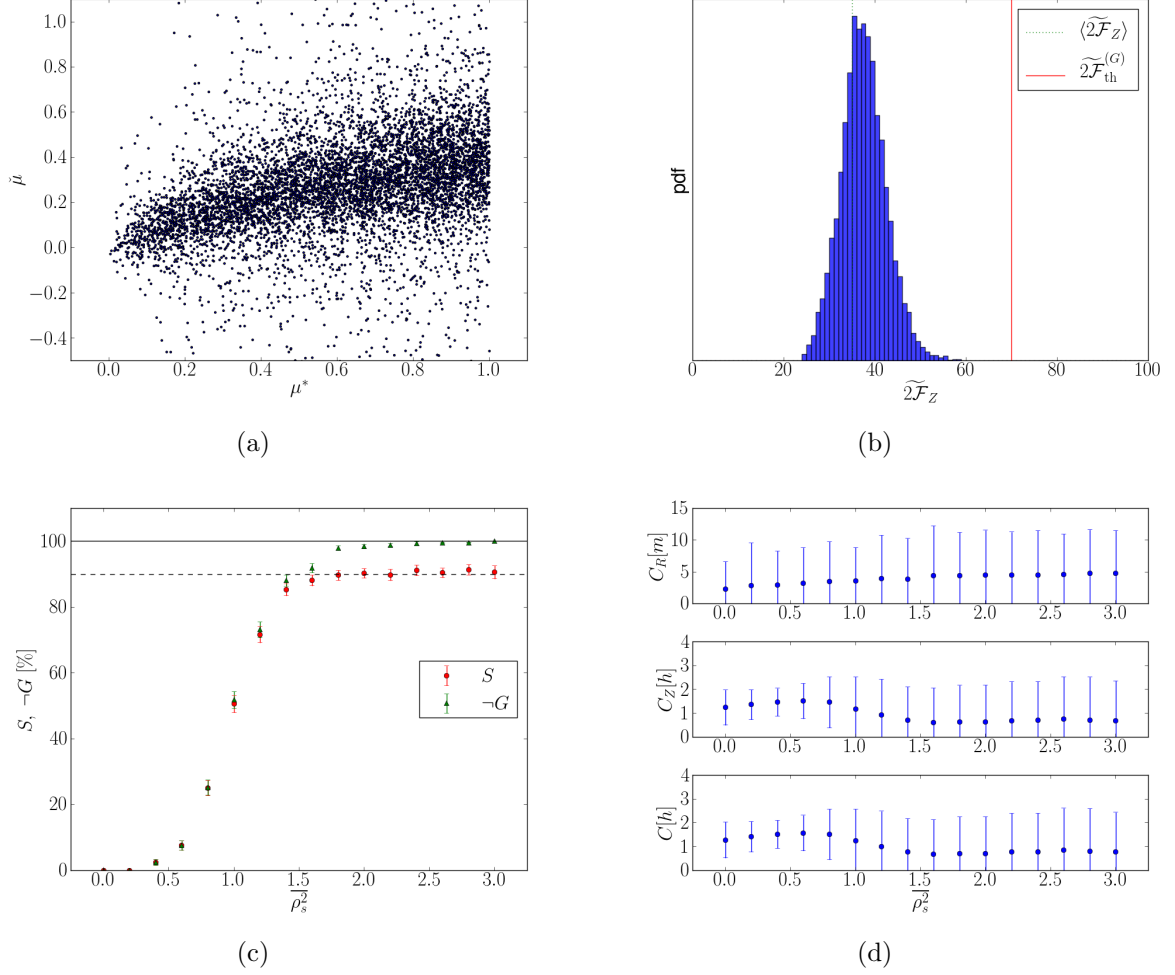 1.0
0.8
0.6
0.4
0.2
0.0
−0.2
−0.4
μ̌
0.0 0.2 0.4 0.6 0.8 1.0
μ*
(a)
pdf
⟨2F̃_Z⟩
2F̃_th^(G)
0 20 40 60 80 100
2F̃_Z
(b)
100
80
60
40
20
0
S, ¬G [%]
S
¬G
0.0 0.5 1.0 1.5 2.0 2.5 3.0
ρ_s^2
(c)
15
10
5
0
C_R[m]
0.0 0.5 1.0 1.5 2.0 2.5 3.0
4
3
2
1
0
C_Z[h]
0.0 0.5 1.0 1.5 2.0 2.5 3.0
4
3
2
1
0
C[h]
0.0 0.5 1.0 1.5 2.0 2.5 3.0
ρ_s^2
(d)